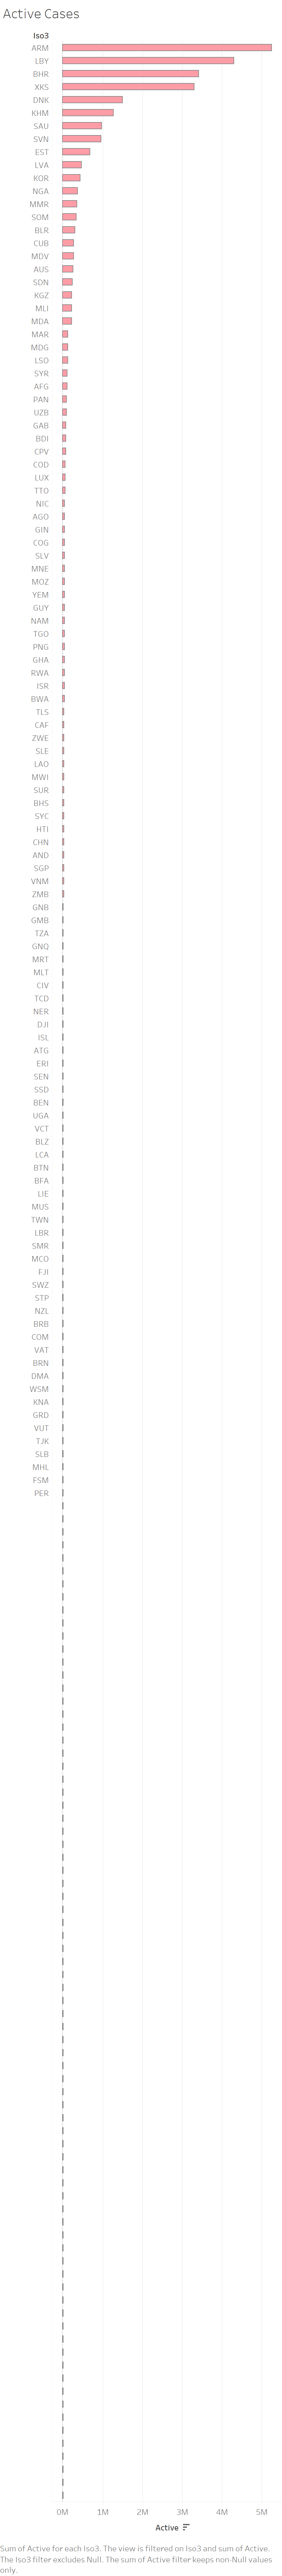 Active Cases
Iso3
ARM
LBY
BHR
XKS
DNK
KHM
SAU
SVN
EST
LVA
KOR
NGA
MMR
SOM
BLR
CUB
MDV
AUS
SDN
KGZ
MLI
MDA
MAR
MDG
LSO
SYR
AFG
PAN
UZB
GAB
BDI
CPV
COD
LUX
TTO
NIC
AGO
GIN
COG
SLV
MNE
MOZ
YEM
GUY
NAM
TGO
PNG
GHA
RWA
ISR
BWA
TLS
CAF
ZWE
SLE
LAO
MWI
SUR
BHS
SYC
HTI
CHN
AND
SGP
VNM
ZMB
GNB
GMB
TZA
GNQ
MRT
MLT
CIV
TCD
NER
DJI
ISL
ATG
ERI
SEN
SSD
BEN
UGA
VCT
BLZ
LCA
BTN
BFA
LIE
MUS
TWN
LBR
SMR
MCO
FJI
SWZ
STP
NZL
BRB
COM
VAT
BRN
DMA
WSM
KNA
GRD
VUT
TJK
SLB
MHL
FSM
PER
0M 1M 2M 3M 4M 5M
Active
Sum of Active for each Iso3. The view is filtered on Iso3 and sum of Active.
The Iso3 filter excludes Null. The sum of Active filter keeps non-Null values
only.